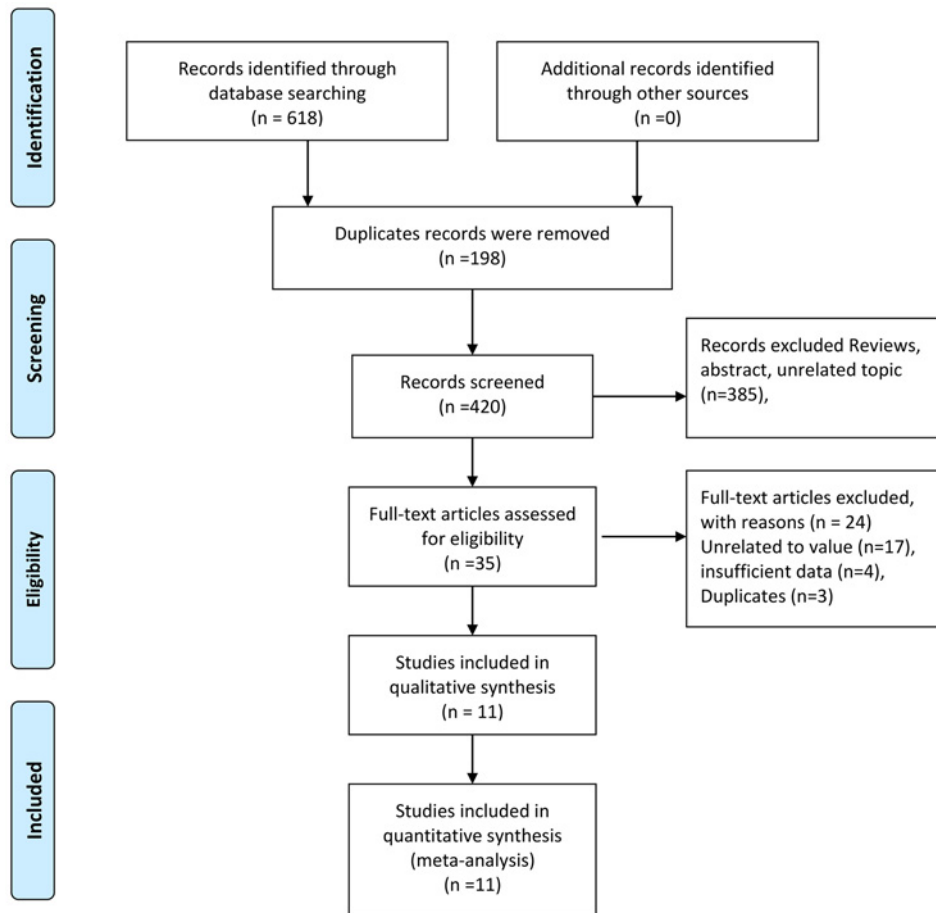 Identification
Records identified through
database searching
(n = 618)
Additional records identified
through other sources
(n =0)
Duplicates records were removed
(n =198)
Screening
Records screened
(n =420)
Records excluded Reviews,
abstract, unrelated topic
(n=385),
Eligibility
Full-text articles assessed
for eligibility
(n =35)
Full-text articles excluded,
with reasons (n = 24)
Unrelated to value (n=17),
insufficient data (n=4),
Duplicates (n=3)
Studies included in
qualitative synthesis
(n = 11)
Included
Studies included in
quantitative synthesis
(meta-analysis)
(n =11)